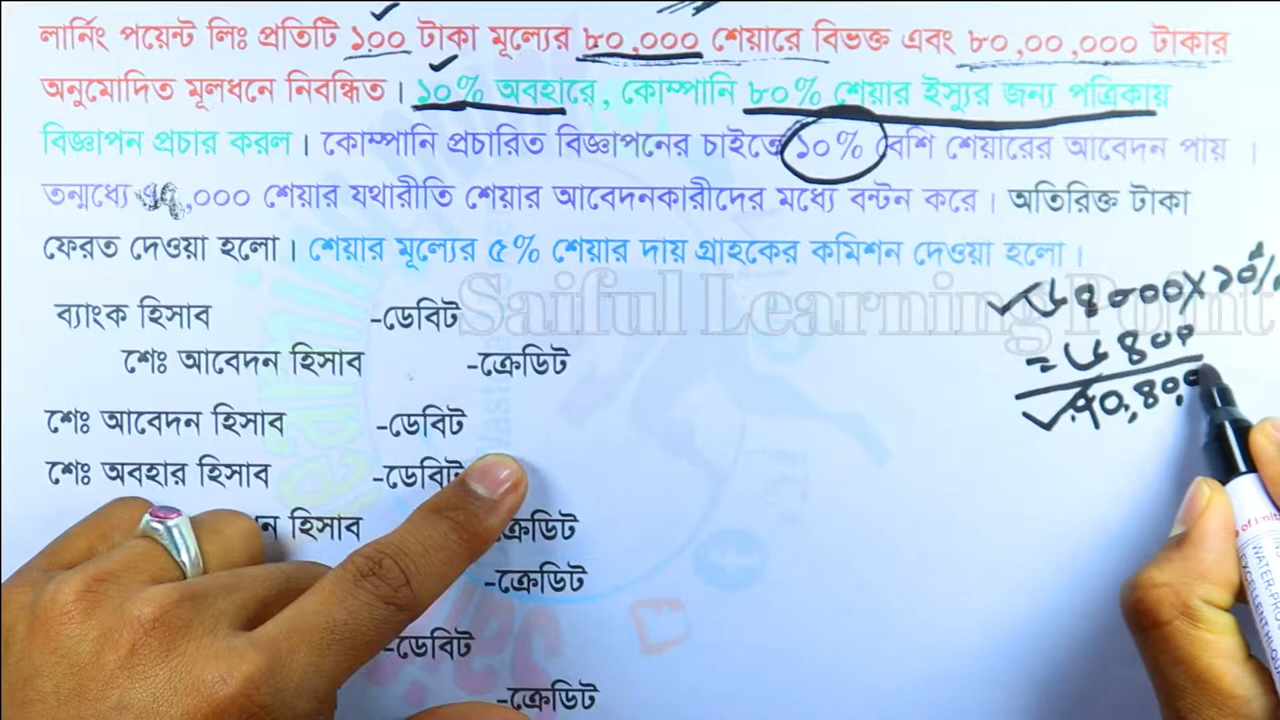 লার্নিং পয়েন্ট লিঃ প্রতিটি ১০০ টাকা মূল্যের ৮০,০০০ শেয়ারে বিভক্ত এবং ৮০,০০,০০০ টাকার
অনুমোদিত মূলধনে নিবন্ধিত। ১০% অবহারে, কোম্পানি ৮০% শেয়ার ইস্যুর জন্য পত্রিকায়
বিজ্ঞাপন প্রচার করল। কোম্পানি প্রচারিত বিজ্ঞাপনের চাইতে ১০% বেশি শেয়ারের আবেদন পায় ।
তন্মধ্যে ,০০০ শেয়ার যথারীতি শেয়ার আবেদনকারীদের মধ্যে বন্টন করে। অতিরিক্ত টাকা
ফেরত দেওয়া হলো। শেয়ার মূল্যের ৫% শেয়ার দায় গ্রাহকের কমিশন দেওয়া হলো।
Saiful Learning Point
৬৪০০০X১০%
= ৬৪০০
৭০,৪০০
ব্যাংক হিসাব -ডেবিট
শেঃ আবেদন হিসাব -ক্রেডিট
শেঃ আবেদন হিসাব -ডেবিট
শেঃ অবহার হিসাব -ডেবিট
হিসাব ক্রেডিট
-ক্রেডিট
-ডেবিট
-ক্রেডিট